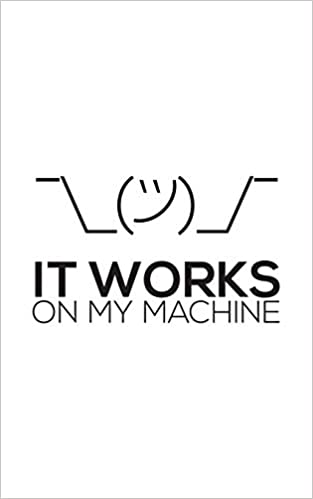 ¯\_(ツ)_/¯
IT WORKS
ON MY MACHINE